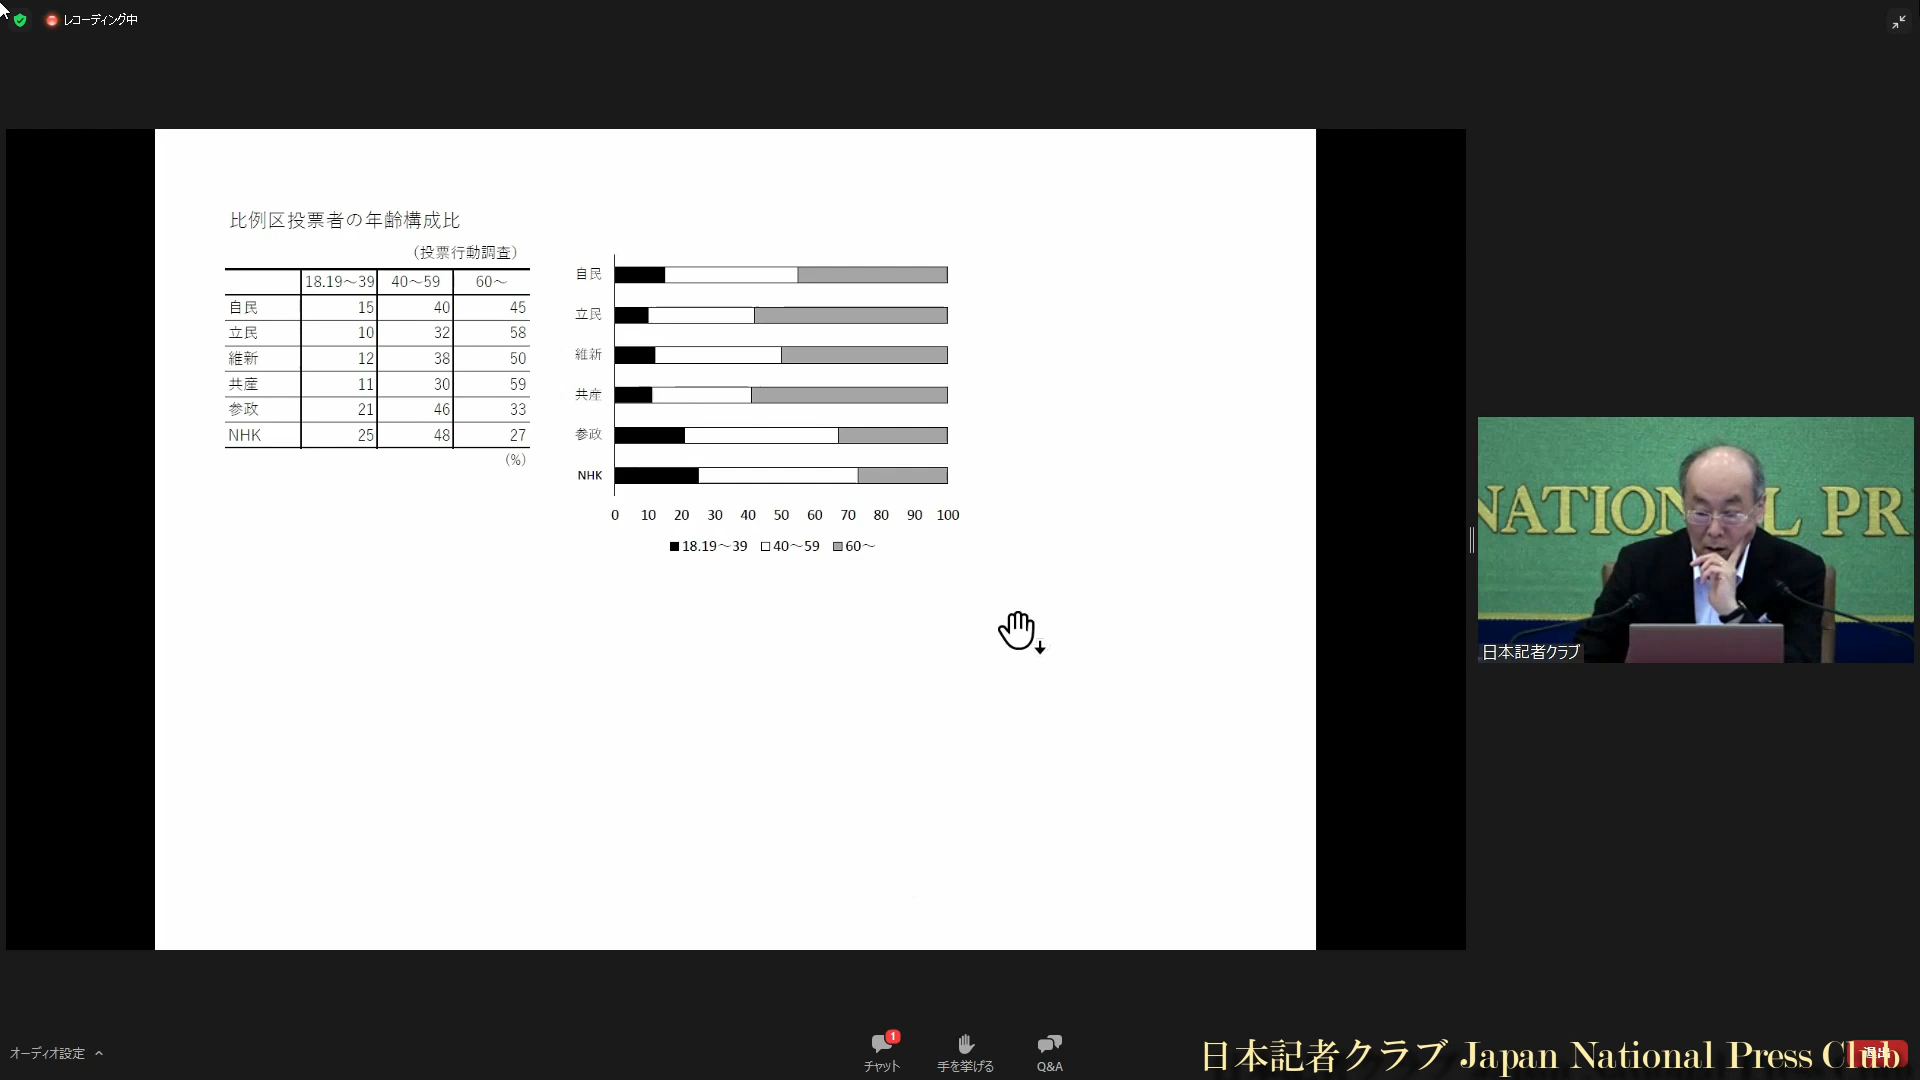 レコーディング中
比例区投票者の年齢構成比
（投票行動調査）
18.19～39 40～59 60～
自民 15 40 45
立民 10 32 58
維新 12 38 50
共産 11 30 59
参政 21 46 33
NHK 25 48 27
(%)
自民
立民
維新
共産
参政
NHK
0 10 20 30 40 50 60 70 80 90 100
18.19～39 40～59 60～
NATIONAL PR
日本記者クラブ
オーディオ設定
1
チャット
手を挙げる
Q&A
日本記者クラブ Japan National Press Club
退出